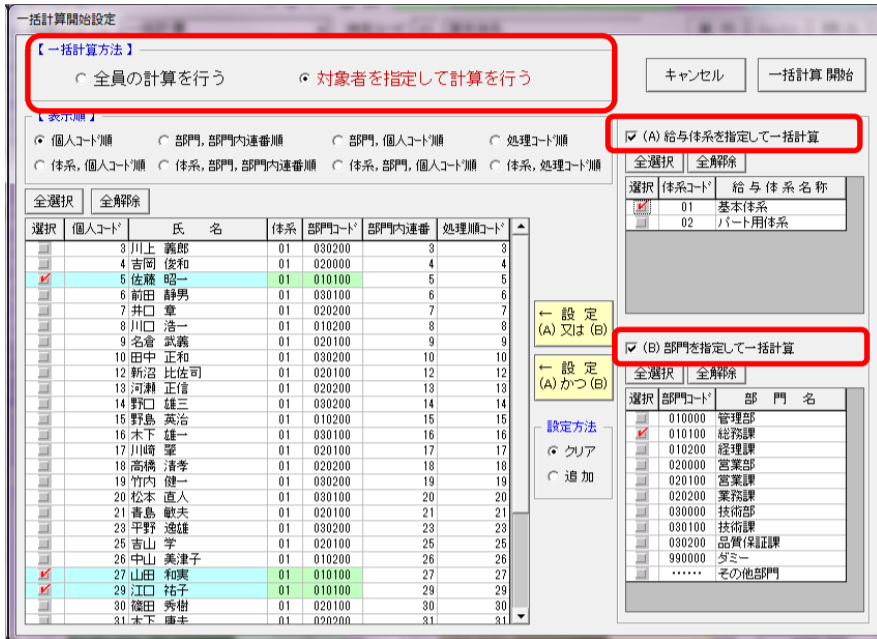 一括計算開始設定
【 一括計算方法 】
全員の計算を行う 対象者を指定して計算を行う
キャンセル 一括計算 開始
【 表示順 】
個人ｺｰﾄﾞ順 部門, 部門内連番順 部門, 個人ｺｰﾄﾞ順 処理ｺｰﾄﾞ順
体系, 個人ｺｰﾄﾞ順 体系, 部門, 部門内連番順 体系, 部門, 個人ｺｰﾄﾞ順 体系, 処理ｺｰﾄﾞ順
全選択 全解除
選択 個人ｺｰﾄﾞ 氏 名 体系 部門ｺｰﾄﾞ 部門内連番 処理順ｺｰﾄﾞ
3 川上 義郎 01 030200 3 3
4 吉岡 俊和 01 020000 4 4
5 佐藤 昭一 01 010100 5 5
6 前田 静男 01 030100 6 6
7 井口 章 01 020200 7 7
8 川口 浩一 01 010200 8 8
9 名倉 武義 01 020100 9 9
10 田中 正和 01 030200 10 10
12 新沼 比佐司 01 020100 12 12
13 河瀬 正信 01 020200 13 13
14 野口 雄三 01 030200 14 14
15 野島 英治 01 010200 15 15
16 木下 雄一 01 030100 16 16
17 川崎 肇 01 020100 17 17
18 高橋 清孝 01 020200 18 18
19 竹内 健一 01 030200 19 19
20 松本 直人 01 030100 20 20
21 青島 敏夫 01 020100 21 21
23 平野 逸雄 01 030200 23 23
25 吉山 学 01 020100 25 25
26 中山 美津子 01 010200 26 26
27 山田 和実 01 010100 27 27
29 江口 祐子 01 010100 29 29
30 篠田 秀樹 01 020100 30 30
31 木下 康夫 01 020200 31 31
← 設 定
(A) 又は (B)
← 設 定
(A) かつ (B)
設定方法
クリア
追 加
(A) 給与体系を指定して一括計算
全選択 全解除
選択 体系ｺｰﾄﾞ 給 与 体 系 名 称
01 基本体系
02 パート用体系
(B) 部門を指定して一括計算
全選択 全解除
選択 部門ｺｰﾄﾞ 部 門 名
010000 管理部
010100 総務課
010200 経理課
020000 営業部
020100 営業課
020200 業務課
030000 技術部
030100 技術課
030200 品質保証課
990000 ダミー
······ その他部門